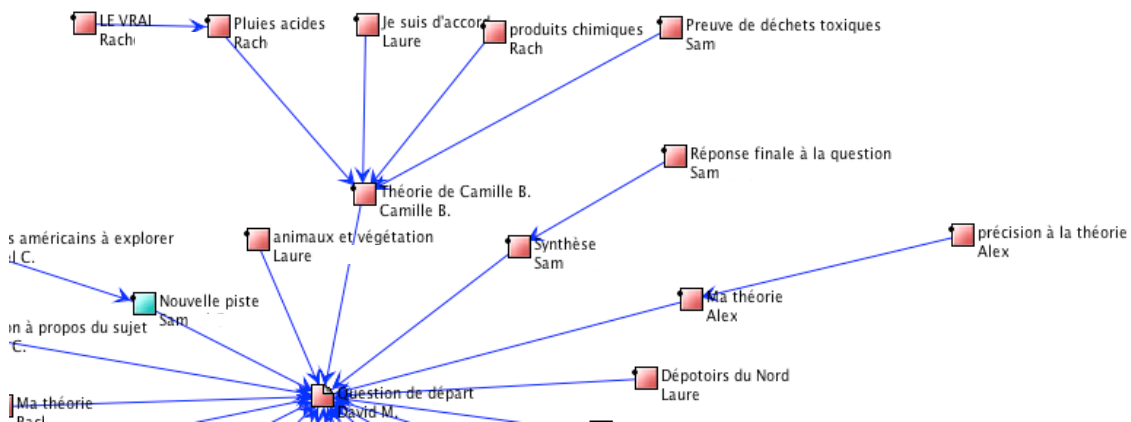 LE VRAI
Rach
Pluies acides
Rach
Je suis d'accord
Laure
produits chimiques
Rach
Preuve de déchets toxiques
Sam
Réponse finale à la question
Sam
Théorie de Camille B.
Camille B.
s américains à explorer
l C.
animaux et végétation
Laure
Synthèse
Sam
précision à la théorie
Alex
Nouvelle piste
Sam
Ma théorie
Alex
on à propos du sujet
C.
Dépotoirs du Nord
Laure
Question de départ
David M.
Ma théorie